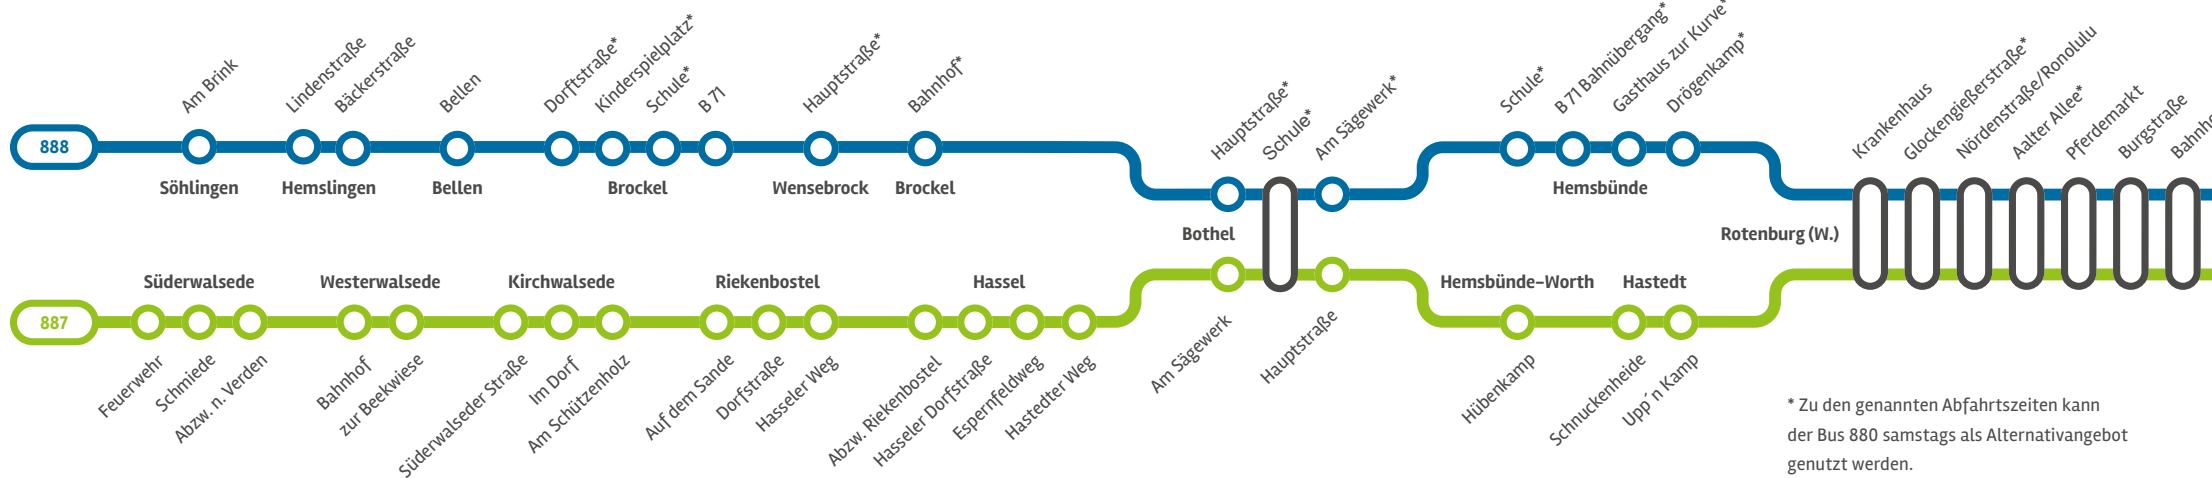 888
Am Brink
Lindenstraße
Bäckerstraße
Bellen
Dorftstraße*
Kinderspielplatz*
Schule*
B 71
Hauptstraße*
Bahnhof*
Hauptstraße*
Schule*
Am Sägewerk*
Schule*
B 71 Bahnübergang*
Gasthaus zur Kurve*
Drögenkamp*
Krankenhaus
Glockengießerstraße*
Nördenstraße/Ronolulu
Aalter Allee*
Pferdemarkt
Burgstraße
Söhlingen
Hemslingen
Bellen
Brockel
Wensebrock
Brockel
Bothel
Hemsbünde
Rotenburg (W.)
887
Süderwalsede
Westerwalsede
Kirchwalsede
Riekenbostel
Hassel
Hemsbünde-Worth
Hastedt
Feuerwehr
Schmiede
Abzw. n. Verden
Bahnhof
zur Beekwiese
Süderwalseder Straße
Im Dorf
Am Schützenholz
Auf dem Sande
Dorfstraße
Hasseler Weg
Abzw. Riekenbostel
Hasseler Dorfstraße
Espernfeldweg
Hastedter Weg
Am Sägewerk
Hauptstraße
Hübenkamp
Schnuckenheide
Upp´n Kamp
* Zu den genannten Abfahrtszeiten kann
der Bus 880 samstags als Alternativangebot
genutzt werden.